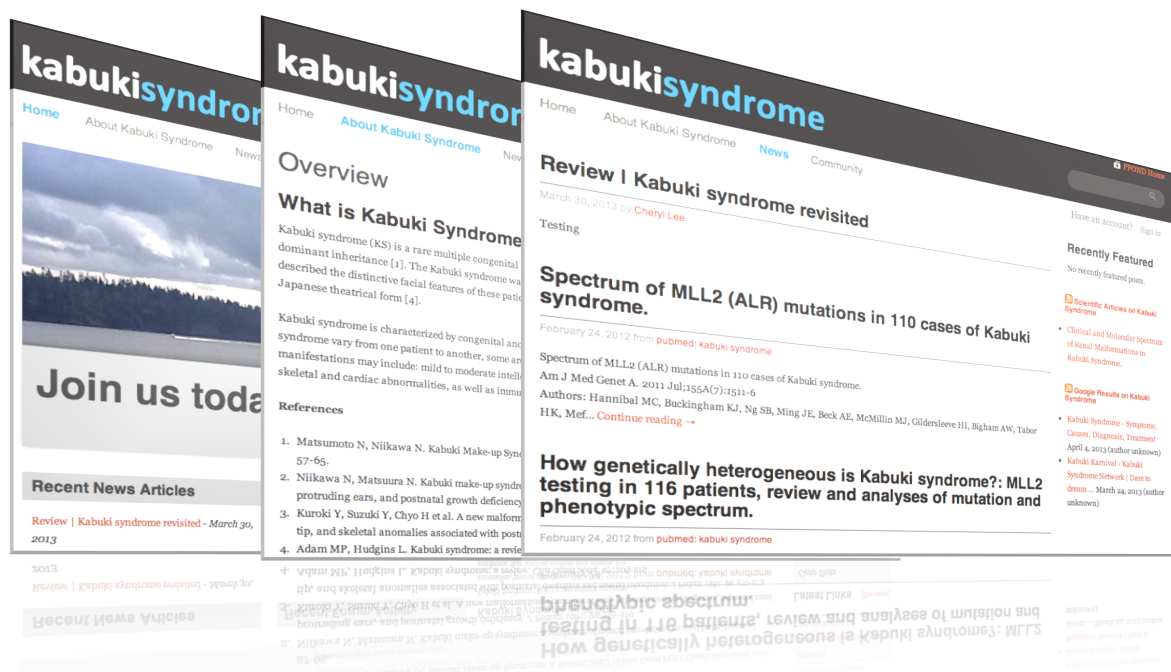 kabukisyndrom
Home About Kabuki Syndrome News
Join us toda
Recent News Articles
Review | Kabuki syndrome revisited - March 30,
2013
kabukisyndrom
Home About Kabuki Syndrome New
Overview
What is Kabuki Syndrome
Kabuki syndrome (KS) is a rare multiple congenital
dominant inheritance [1]. The Kabuki syndrome wa
described the distinctive facial features of these patie
Japanese theatrical form [4].
Kabuki syndrome is characterized by congenital and
syndrome vary from one patient to another, some are
manifestations may include: mild to moderate intelle
skeletal and cardiac abnormalities, as well as immu
References
1. Matsumoto N, Niikawa N. Kabuki Make-up Syn
57-65.
2. Niikawa N, Matsuura N. Kabuki make-up syndr
protruding ears, and postnatal growth deficiency
3. Kuroki Y, Suzuki Y, Chyo H et al. A new malform
tip, and skeletal anomalies associated with postn
4. Adam MP, Hudgins L. Kabuki syndrome: a revie
kabukisyndrome
Home About Kabuki Syndrome News Community
PPOND Home
Have an account? Sign in
Review | Kabuki syndrome revisited
March 30, 2013 by Cheryl Lee
Testing
Spectrum of MLL2 (ALR) mutations in 110 cases of Kabuki
syndrome.
February 24, 2012 from pubmed: kabuki syndrome
Spectrum of MLL2 (ALR) mutations in 110 cases of Kabuki syndrome.
Am J Med Genet A. 2011 Jul;155A(7):1511-6
Authors: Hannibal MC, Buckingham KJ, Ng SB, Ming JE, Beck AE, McMillin MJ, Gildersleeve HI, Bigham AW, Tabor
HK, Mef... Continue reading →
How genetically heterogeneous is Kabuki syndrome?: MLL2
testing in 116 patients, review and analyses of mutation and
phenotypic spectrum.
February 24, 2012 from pubmed: kabuki syndrome
Recently Featured
No recently featured posts.
Scientific Articles on Kabuki
Syndrome
• Clinical and Molecular Spectrum
of Renal Malformations in
Kabuki Syndrome.
Google Results on Kabuki
Syndrome
• Kabuki Syndrome - Symptoms,
Causes, Diagnosis, Treatment
April 4, 2013 (author unknown)
• Kabuki Karnival - Kabuki
Syndrome Network | Dare to
dream ... March 24, 2013 (author
unknown)